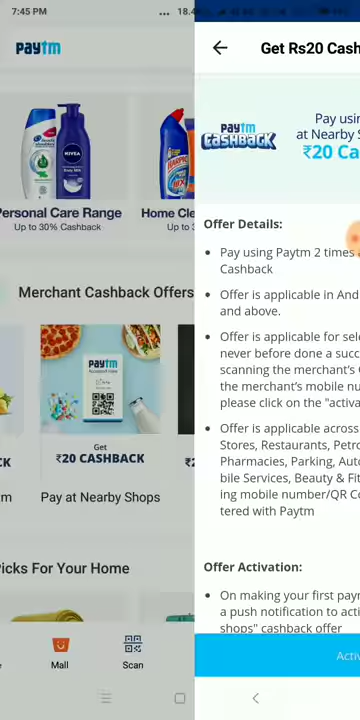 7:45 PM
... 18.4
paytm
ersonal Care Range
Up to 30% Cashback
Home Cle
Up to 3
Merchant Cashback Offers
paytm
Accepted Here
Get
₹20 CASHBACK
CK
m
Pay at Nearby Shops
icks For Your Home
Mall
Scan
Get Rs20 Cash
paytm
CASHBACK
Pay usin
at Nearby S
₹20 Ca
Offer Details:
Pay using Paytm 2 times a
Cashback
Offer is applicable in And
and above.
Offer is applicable for sele
never before done a succ
scanning the merchant's
the merchant's mobile nu
please click on the "activa
Offer is applicable across
Stores, Restaurants, Petro
Pharmacies, Parking, Auto
bile Services, Beauty & Fit
ing mobile number/QR Co
tered with Paytm
Offer Activation:
On making your first payr
a push notification to acti
shops" cashback offer
Activ